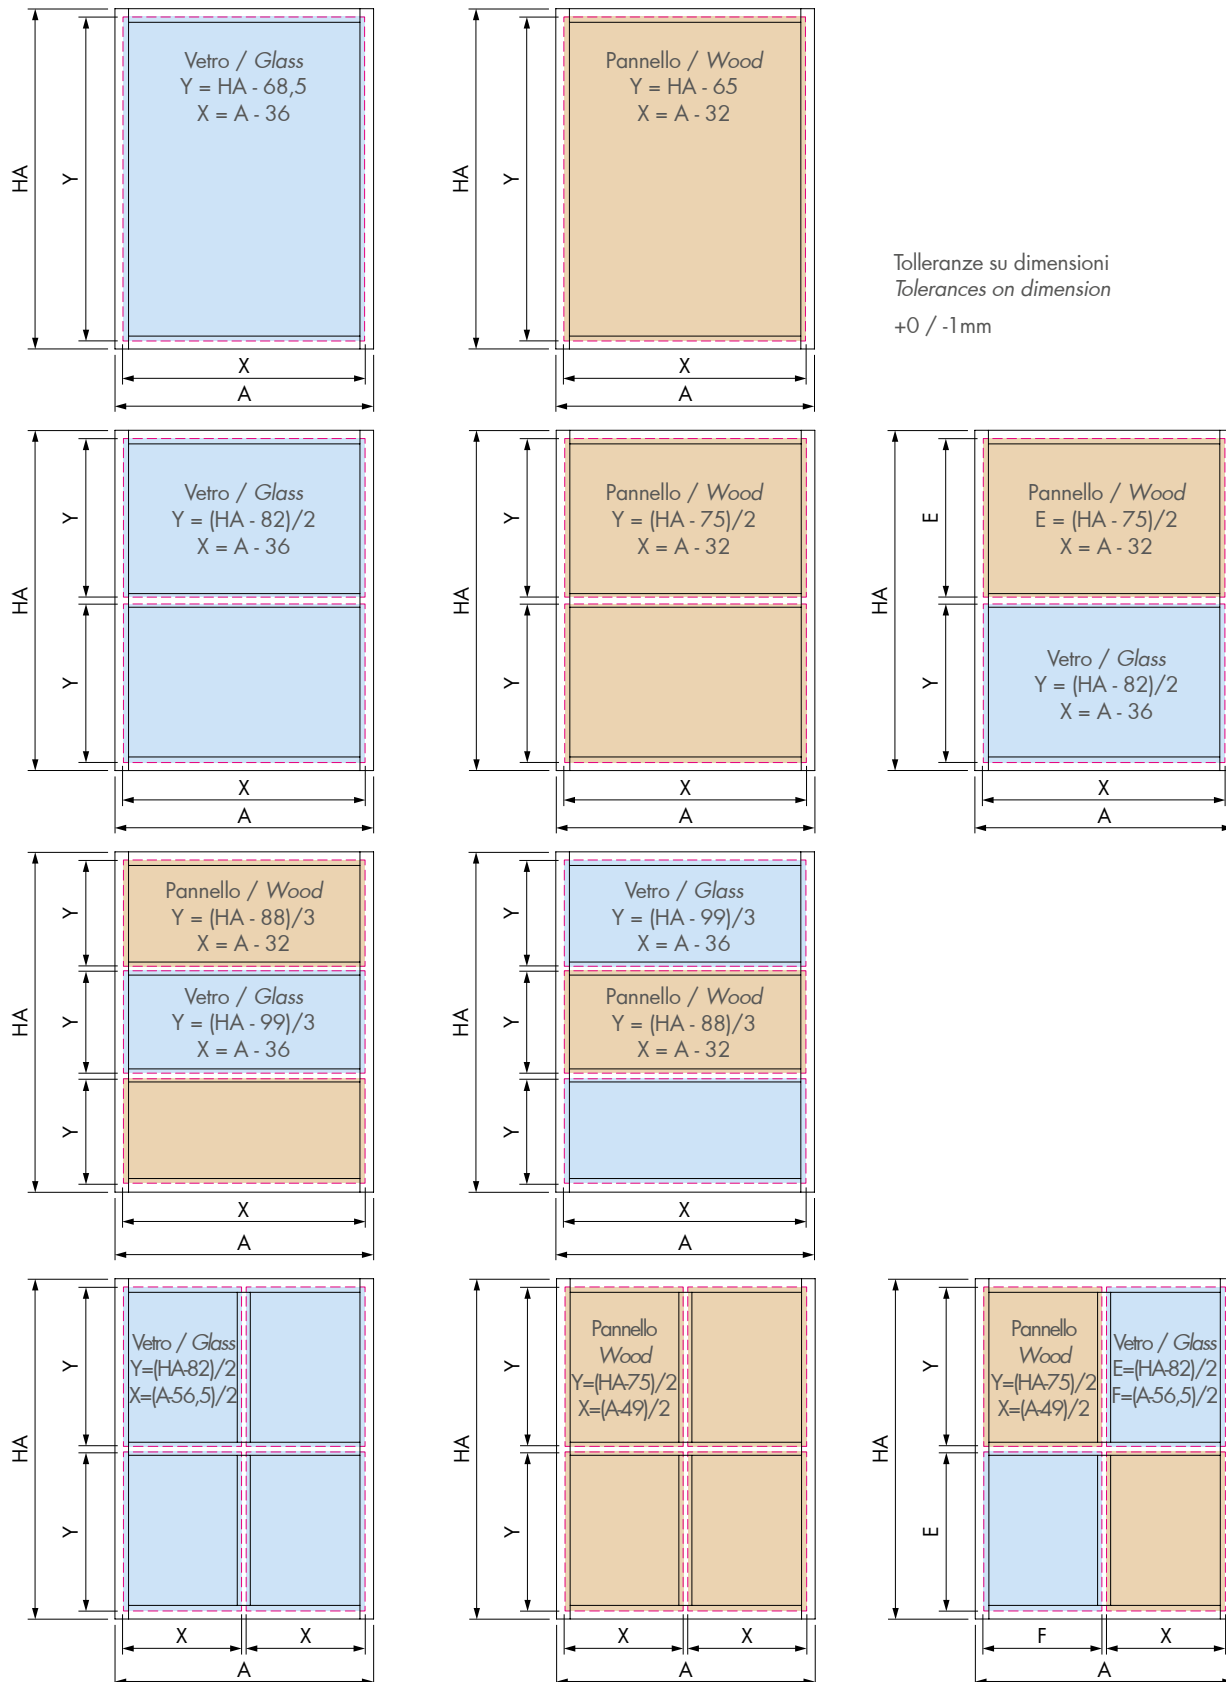 Vetro / Glass
Y = HA - 68,5
X = A - 36
HA
Y
X
A
Pannello / Wood
Y = HA - 65
X = A - 32
HA
Y
X
A
Tolleranze su dimensioni
Tolerances on dimension
+0 / -1mm
Vetro / Glass
Y = (HA - 82)/2
X = A - 36
HA
Y
Y
X
A
Pannello / Wood
Y = (HA - 75)/2
X = A - 32
HA
Y
Y
X
A
Pannello / Wood
E = (HA - 75)/2
X = A - 32
Vetro / Glass
Y = (HA - 82)/2
X = A - 36
HA
E
Y
X
A
Pannello / Wood
Y = (HA - 88)/3
X = A - 32
Vetro / Glass
Y = (HA - 99)/3
X = A - 36
HA
Y
Y
Y
X
A
Vetro / Glass
Y = (HA - 99)/3
X = A - 36
Pannello / Wood
Y = (HA - 88)/3
X = A - 32
HA
Y
Y
Y
X
A
Vetro / Glass
Y=(HA-82)/2
X=(A-56,5)/2
HA
Y
Y
X
X
A
Pannello
Wood
Y=(HA-75)/2
X=(A-49)/2
HA
Y
Y
X
X
A
Pannello
Wood
Y=(HA-75)/2
X=(A-49)/2
Vetro / Glass
E=(HA-82)/2
F=(A-56,5)/2
HA
Y
E
F
X
A